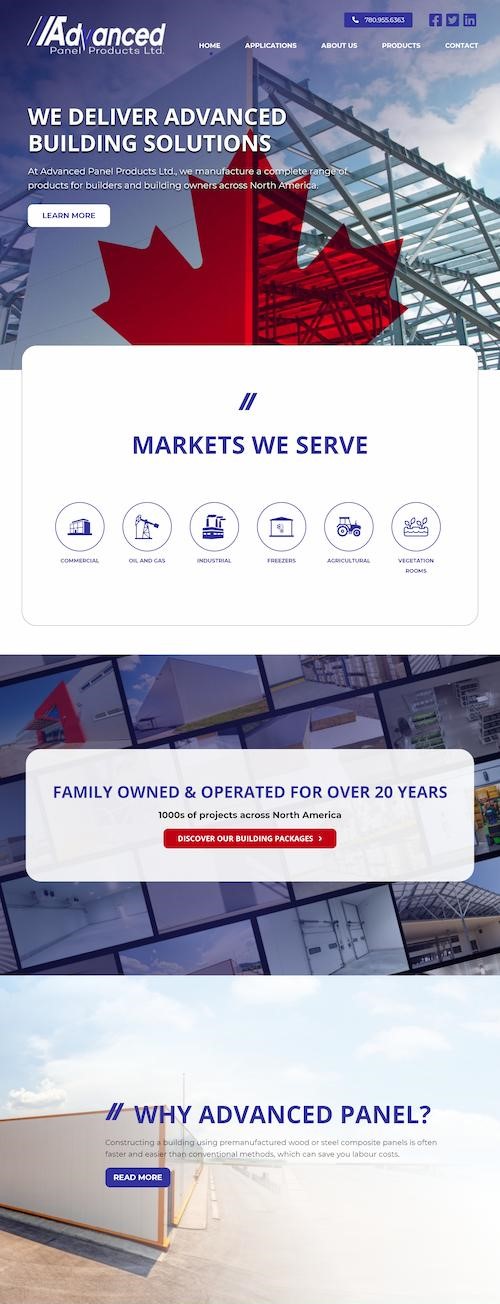 780.955.6363
Advanced
Panel Products Ltd.
HOME APPLICATIONS ABOUT US PRODUCTS CONTACT
WE DELIVER ADVANCED
BUILDING SOLUTIONS
At Advanced Panel Products Ltd., we manufacture a complete range of
products for builders and building owners across North America.
LEARN MORE
MARKETS WE SERVE
COMMERCIAL OIL AND GAS INDUSTRIAL FREEZERS AGRICULTURAL VEGETATION
ROOMS
FAMILY OWNED & OPERATED FOR OVER 20 YEARS
1000s of projects across North America
DISCOVER OUR BUILDING PACKAGES
WHY ADVANCED PANEL?
Constructing a building using premanufactured wood or steel composite panels is often
faster and easier than conventional methods, which can save you labour costs.
READ MORE